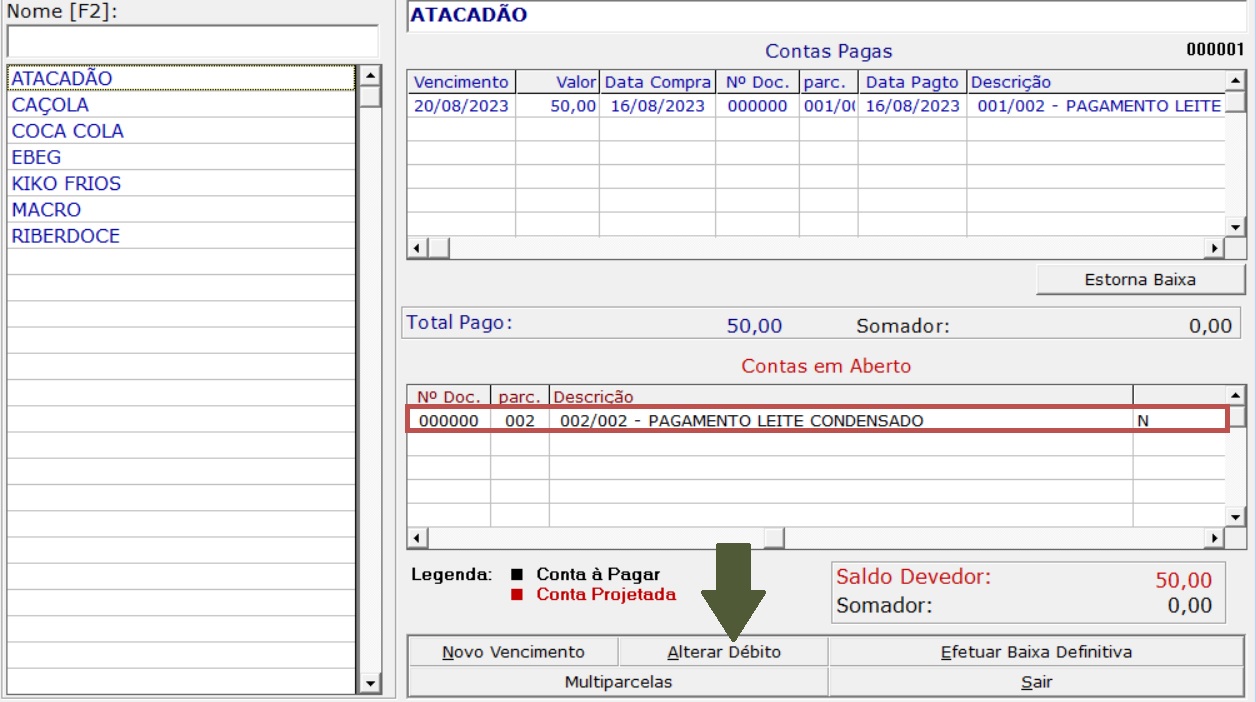 Nome [F2]:
ATACADÃO
CAÇOLA
COCA COLA
EBEG
KIKO FRIOS
MACRO
RIBERDOCE
ATACADÃO
Contas Pagas 000001
Vencimento Valor Data Compra Nº Doc. parc. Data Pagto Descrição
20/08/2023 50,00 16/08/2023 000000 001/00 16/08/2023 001/002 - PAGAMENTO LEITE
Estorna Baixa
Total Pago: 50,00 Somador: 0,00
Contas em Aberto
Nº Doc. parc. Descrição
000000 002 002/002 - PAGAMENTO LEITE CONDENSADO N
Legenda: Conta à Pagar
Conta Projetada
Saldo Devedor: 50,00
Somador: 0,00
Novo Vencimento Alterar Débito Efetuar Baixa Definitiva
Multiparcelas Sair